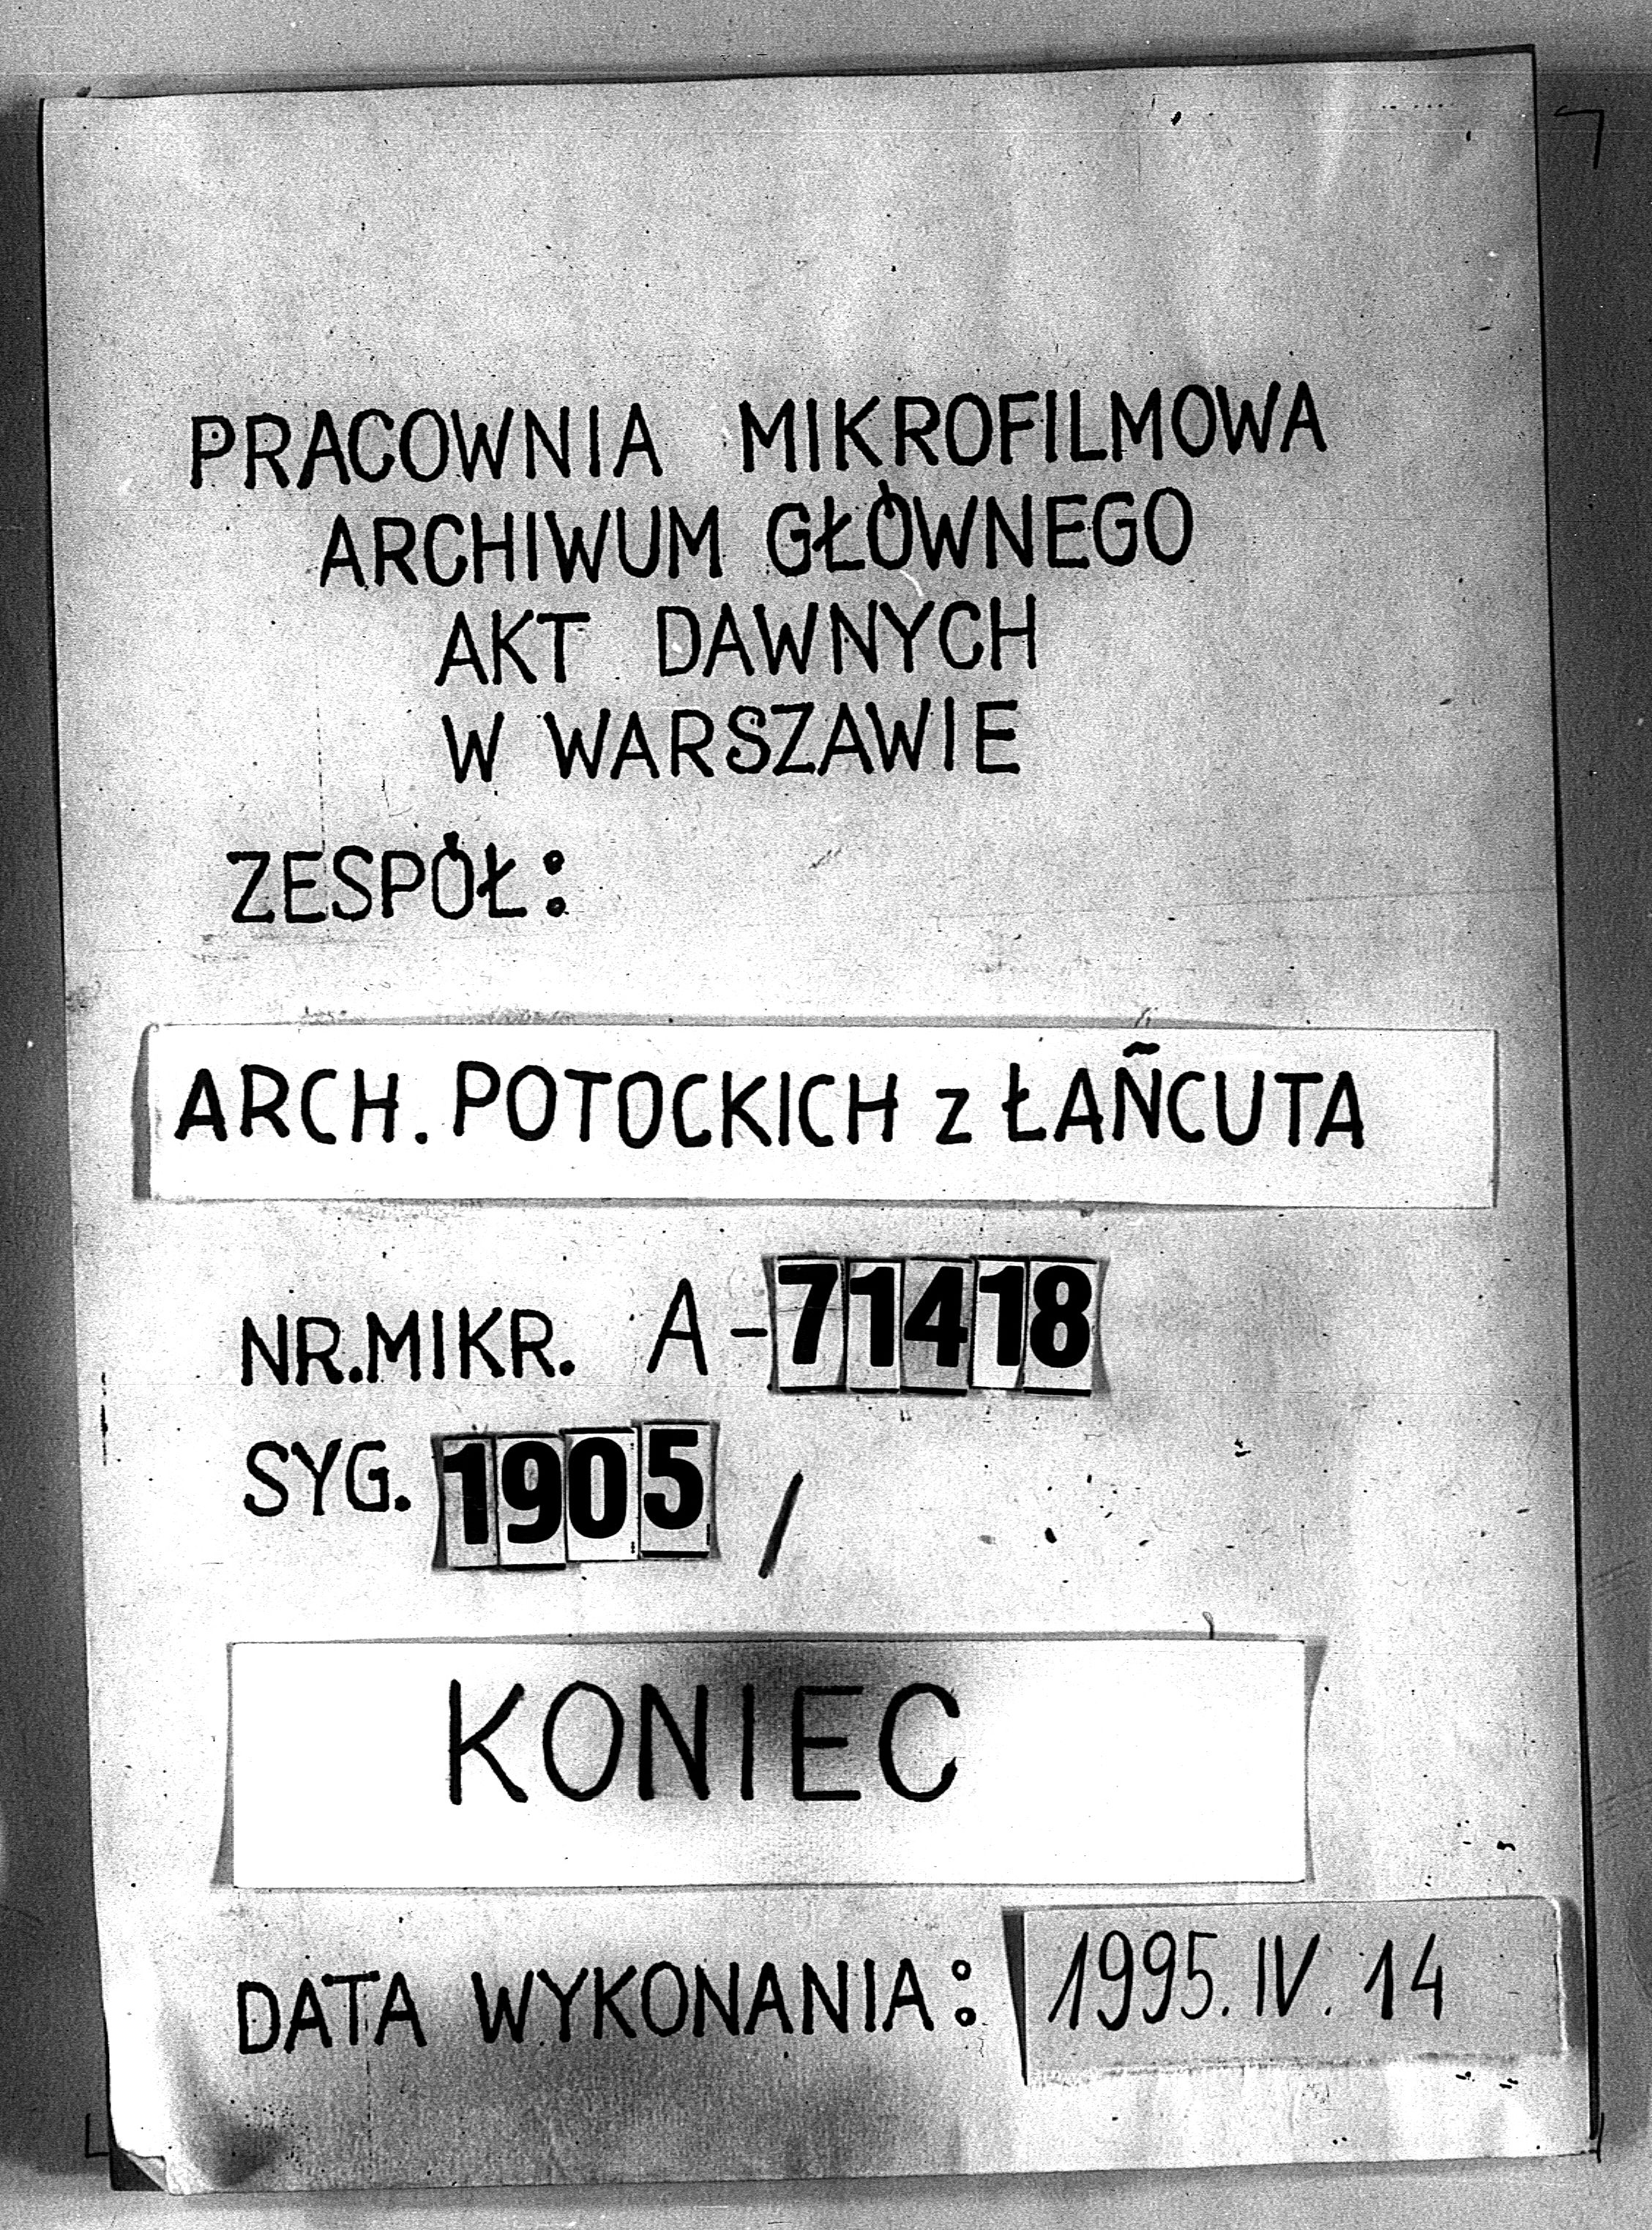 PRACOWNIA MIKROFILMOWA
ARCHIWUM GŁÓWNEGO
AKT DAWNYCH
W WARSZAWIE
ZESPÓŁ:
ARCH. POTOCKICH z ŁAŃCUTA
NR.MIKR. A-71418
SYG. 1905 /
KONIEC
DATA WYKONANIA: 1995.IV.14